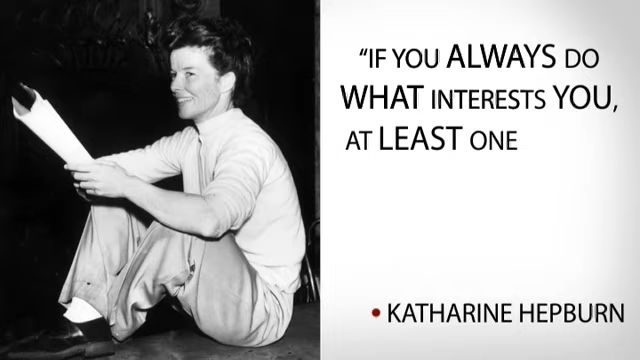 “IF YOU ALWAYS DO
WHAT INTERESTS YOU,
AT LEAST ONE
• KATHARINE HEPBURN